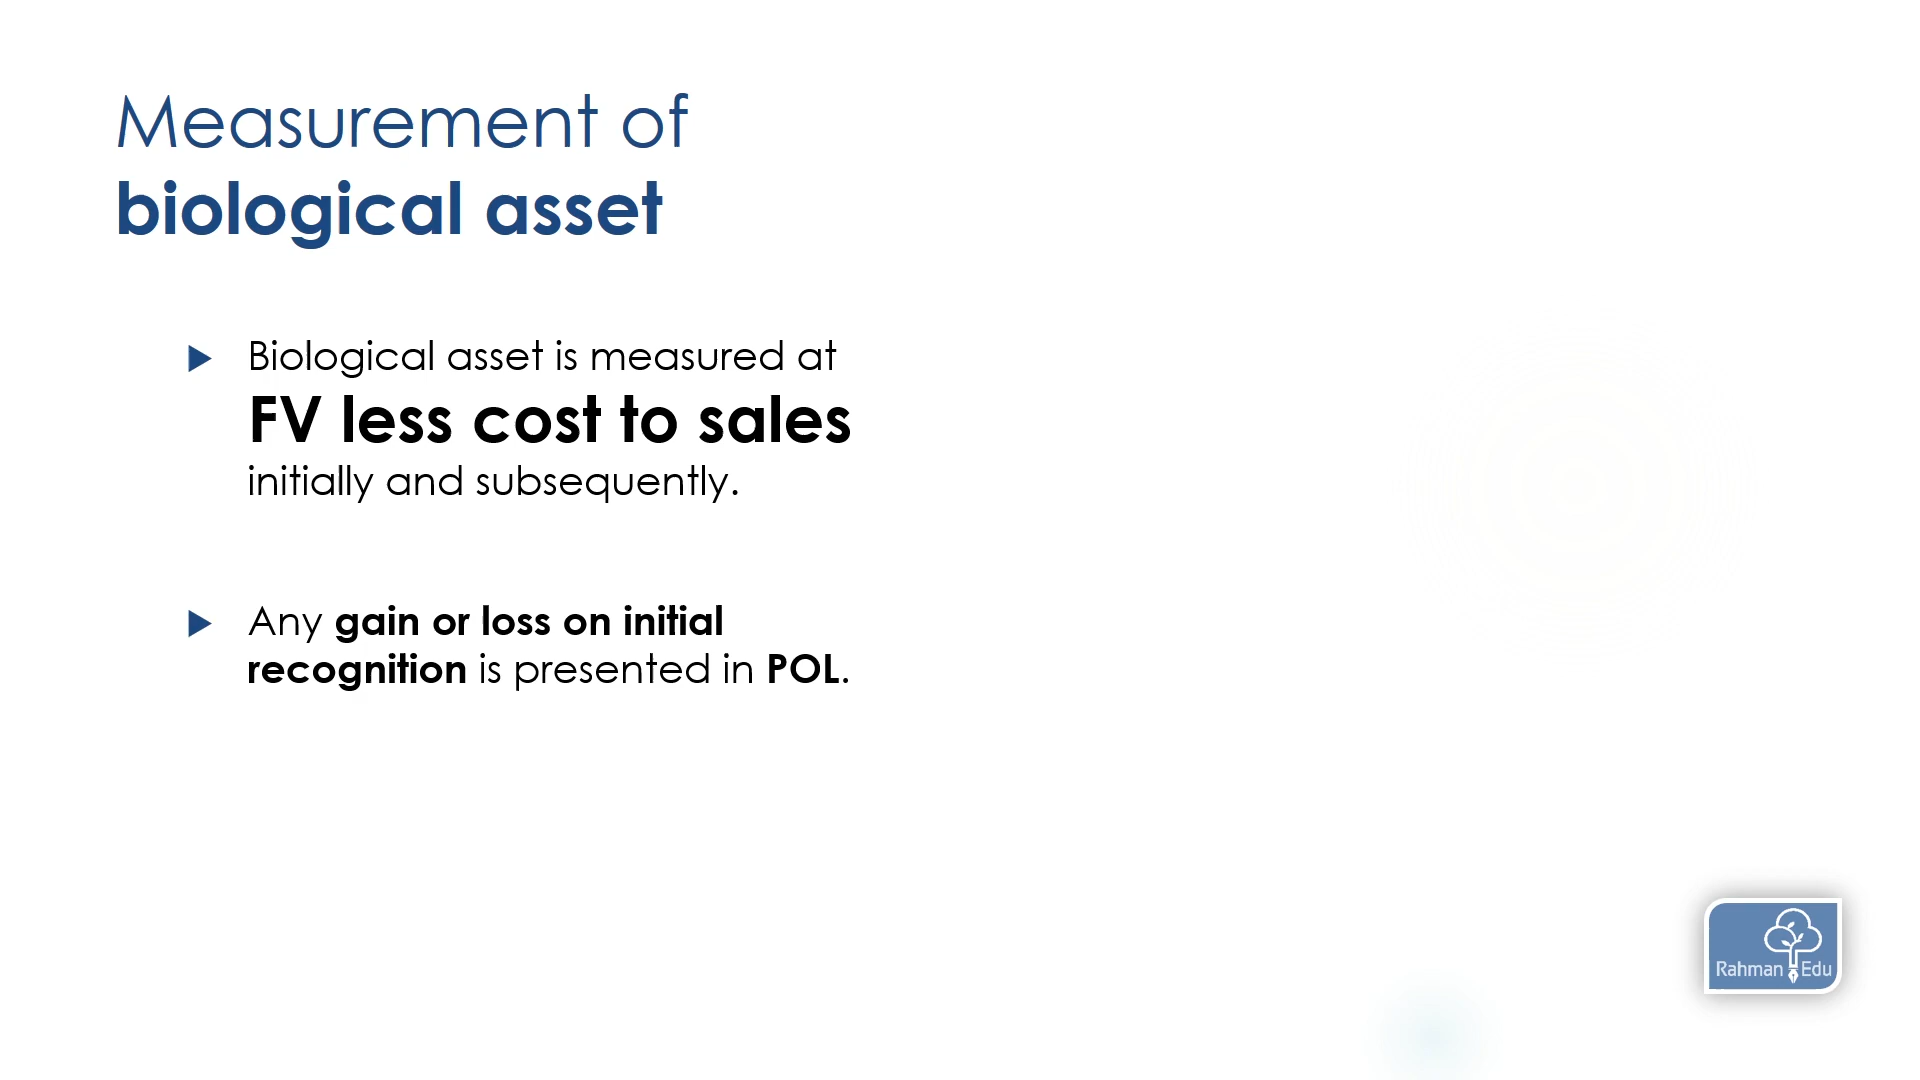 Measurement of
biological asset
Biological asset is measured at
FV less cost to sales
initially and subsequently.
Any gain or loss on initial
recognition is presented in POL.
Rahman Edu